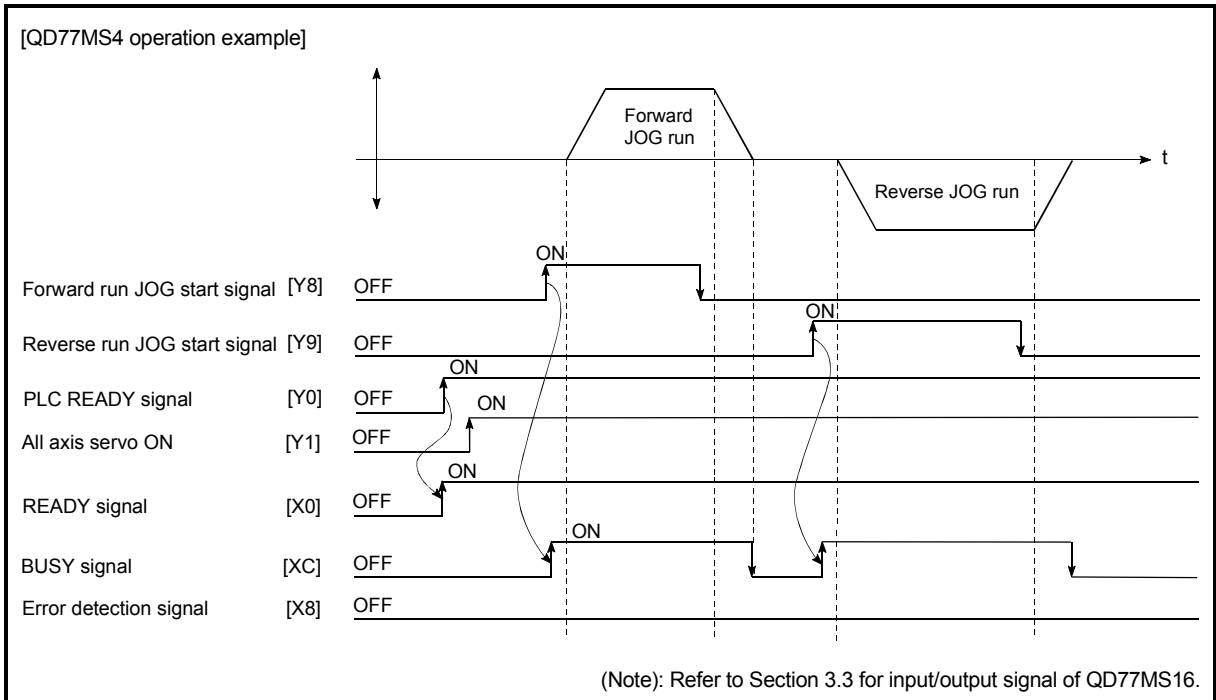 [QD77MS4 operation example]
Forward
JOG run
t
Reverse JOG run
ON
Forward run JOG start signal [Y8] OFF
ON
Reverse run JOG start signal [Y9] OFF
ON
PLC READY signal [Y0] OFF
ON
All axis servo ON [Y1] OFF
ON
READY signal [X0] OFF
ON
BUSY signal [XC] OFF
Error detection signal [X8] OFF
(Note): Refer to Section 3.3 for input/output signal of QD77MS16.